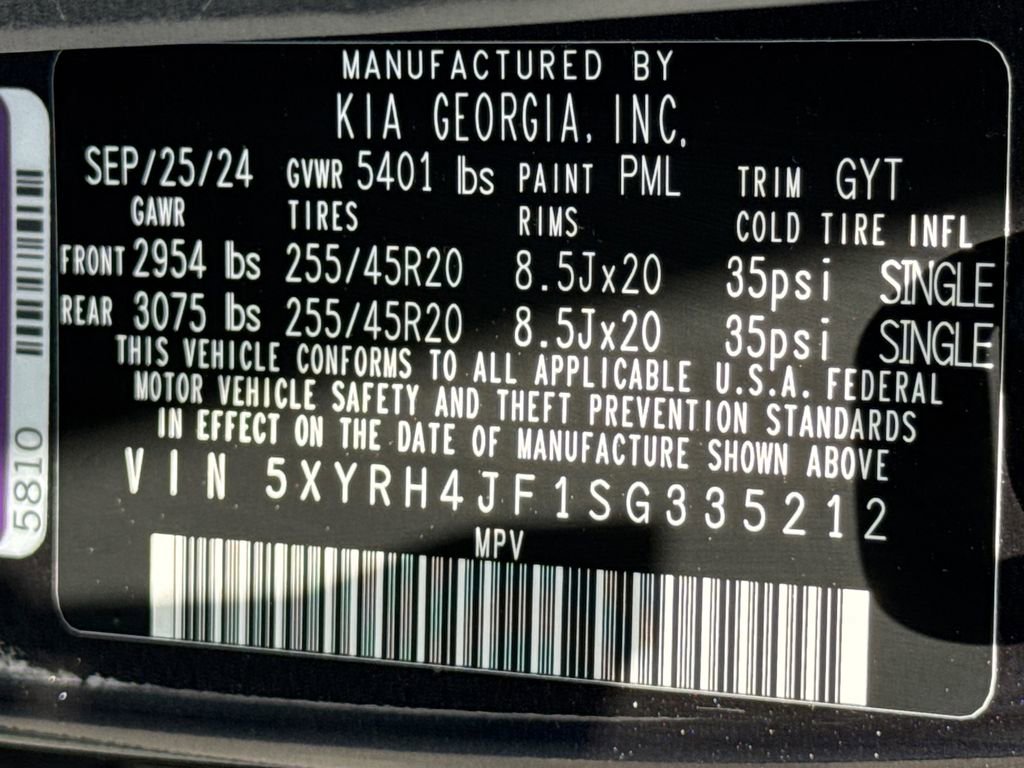 MANUFACTURED BY
KIA GEORGIA, INC.
SEP/25/24 GVWR 5401 lbs PAINT PML TRIM GYT
GAWR TIRES RIMS COLD TIRE INFL
FRONT 2954 lbs 255/45R20 8.5Jx20 35psi SINGLE
REAR 3075 lbs 255/45R20 8.5Jx20 35psi SINGLE
THIS VEHICLE CONFORMS TO ALL APPLICABLE U.S.A. FEDERAL
MOTOR VEHICLE SAFETY AND THEFT PREVENTION STANDARDS
IN EFFECT ON THE DATE OF MANUFACTURE SHOWN ABOVE
VIN 5XYRH4JF1SG335212
MPV
5810